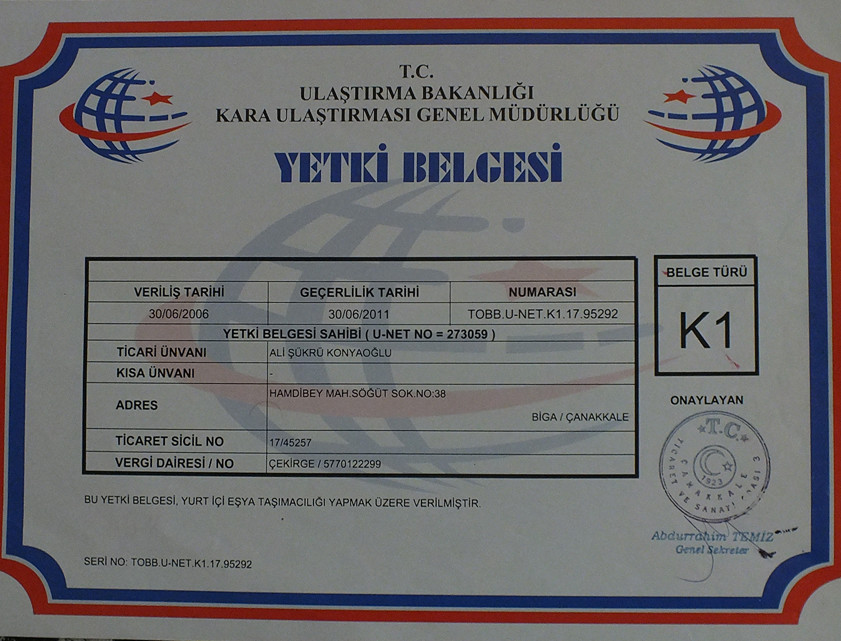 T.C.
ULAŞTIRMA BAKANLIĞI
KARA ULAŞTIRMASI GENEL MÜDÜRLÜĞÜ
YETKİ BELGESİ
VERİLİŞ TARİHİ GEÇERLİLİK TARİHİ NUMARASI
30/06/2006 30/06/2011 TOBB.U-NET.K1.17.95292
YETKİ BELGESİ SAHİBİ ( U-NET NO = 273059 )
TİCARİ ÜNVANI ALİ ŞÜKRÜ KONYAOĞLU
KISA ÜNVANI -
ADRES HAMDİBEY MAH.SÖĞÜT SOK.NO:38
BİGA / ÇANAKKALE
TİCARET SİCİL NO 17/45257
VERGİ DAİRESİ / NO ÇEKİRGE / 5770122299
BELGE TÜRÜ
K1
ONAYLAYAN
T.C.
ÇANAKKALE
TİCARET VE SANAYİ
1923
Abdurrahim TEMİZ
Genel Sekreter
BU YETKİ BELGESİ, YURT İÇİ EŞYA TAŞIMACILIĞI YAPMAK ÜZERE VERİLMİŞTİR.
SERİ NO: TOBB.U-NET.K1.17.95292